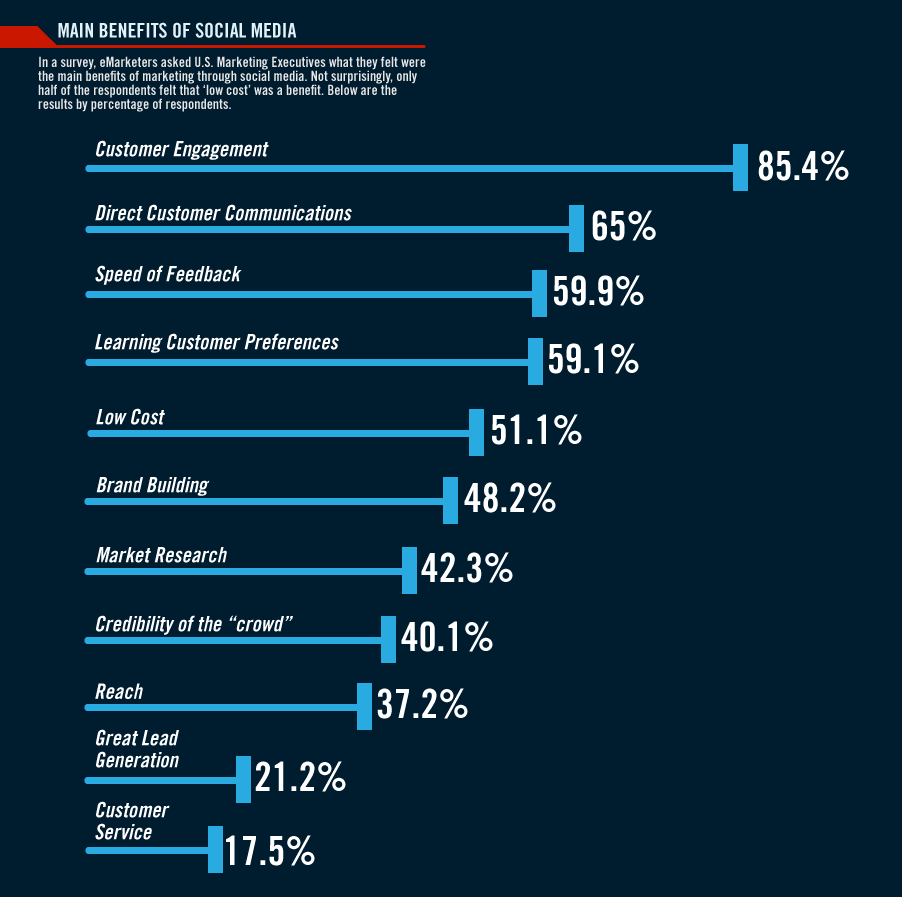 MAIN BENEFITS OF SOCIAL MEDIA
In a survey, eMarketers asked U.S. Marketing Executives what they felt were
the main benefits of marketing through social media. Not surprisingly, only
half of the respondents felt that ‘low cost’ was a benefit. Below are the
results by percentage of respondents.
Customer Engagement
85.4%
Direct Customer Communications
65%
Speed of Feedback
59.9%
Learning Customer Preferences
59.1%
Low Cost
51.1%
Brand Building
48.2%
Market Research
42.3%
Credibility of the “crowd”
40.1%
Reach
37.2%
Great Lead
Generation
21.2%
Customer
Service
17.5%